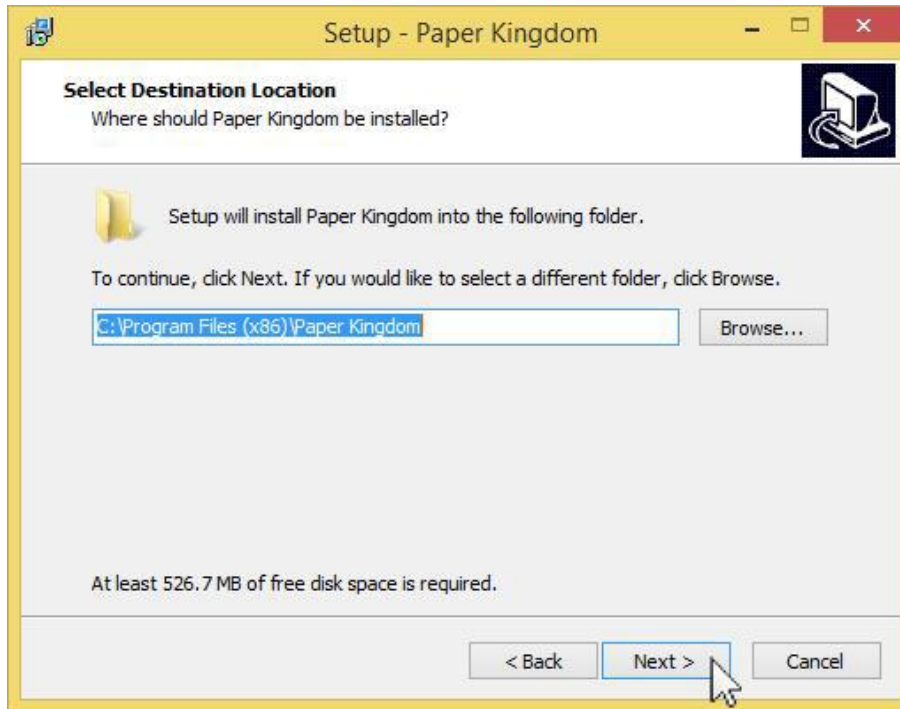 Setup - Paper Kingdom
Select Destination Location
Where should Paper Kingdom be installed?
Setup will install Paper Kingdom into the following folder.
To continue, click Next. If you would like to select a different folder, click Browse.
C:\Program Files (x86)\Paper Kingdom
Browse...
At least 526.7 MB of free disk space is required.
< Back
Next >
Cancel